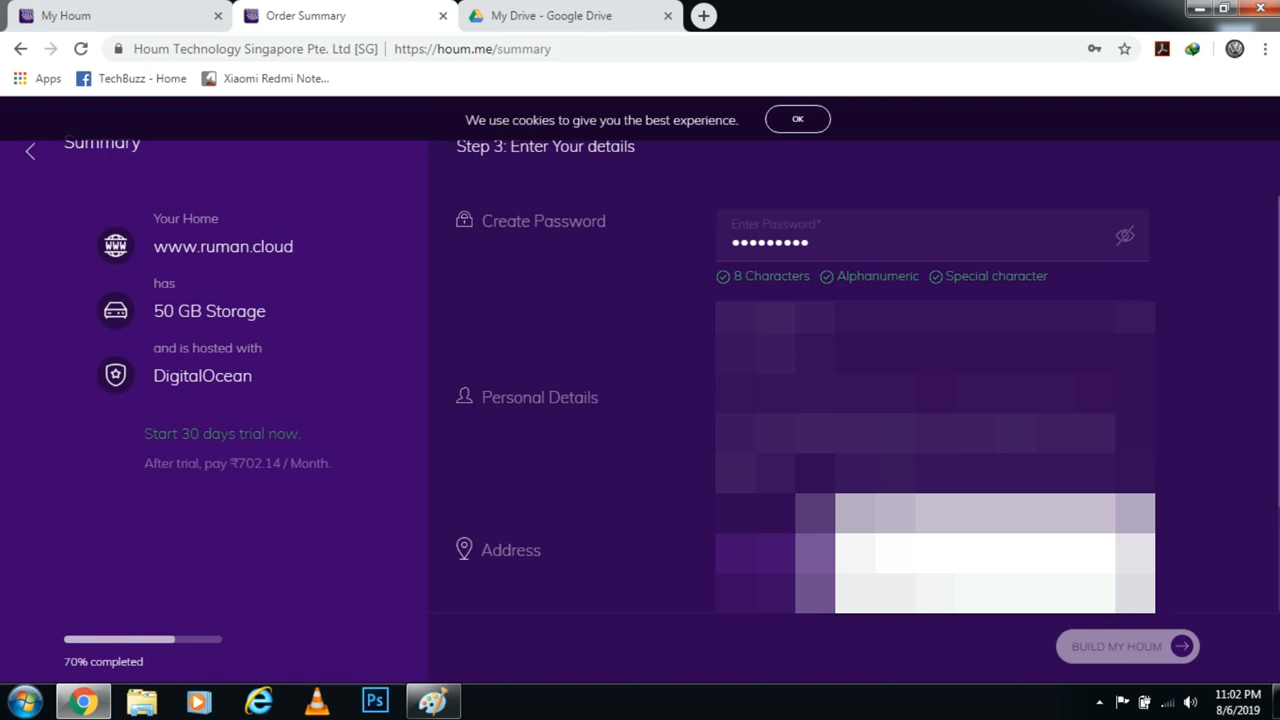 My Houm
Order Summary
My Drive - Google Drive
Houm Technology Singapore Pte. Ltd [SG] | https://houm.me/summary
Apps
TechBuzz - Home
Xiaomi Redmi Note...
We use cookies to give you the best experience.
OK
Summary
Step 3: Enter Your details
Your Home
www.ruman.cloud
has
50 GB Storage
and is hosted with
DigitalOcean
Start 30 days trial now.
After trial, pay ₹702.14 / Month.
70% completed
Create Password
Enter Password*
8 Characters
Alphanumeric
Special character
Personal Details
Address
BUILD MY HOUM
WWW
Ps
11:02 PM
8/6/2019